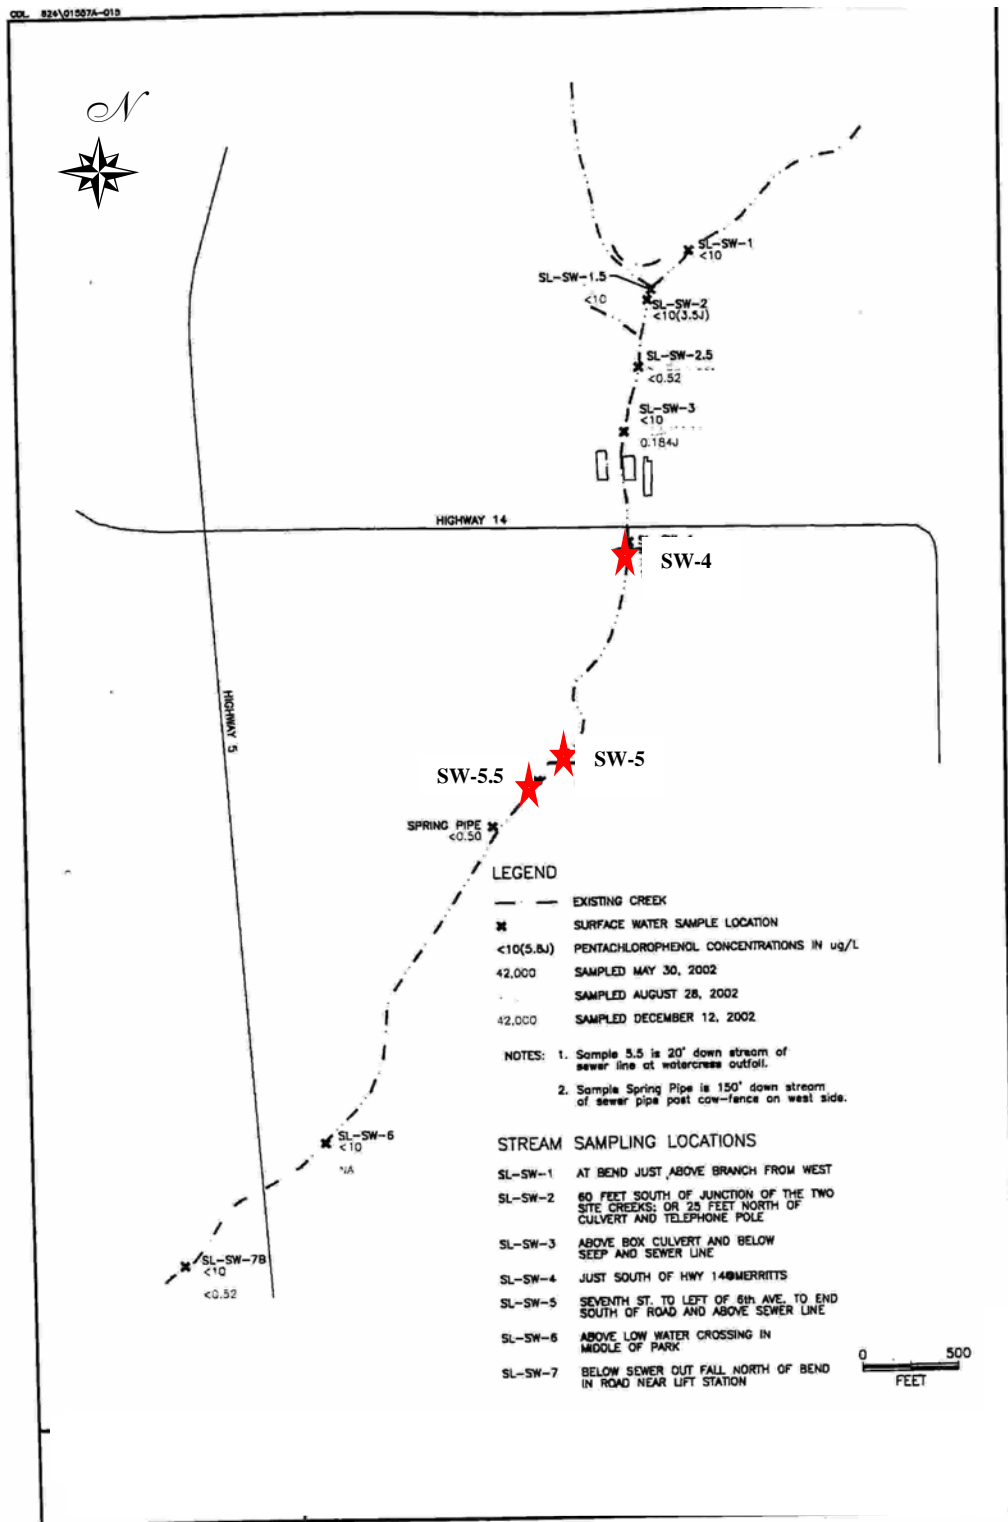 CDL 824\01587A-015
N
SL-SW-1
<10
SL-SW-1.5
<10
SL-SW-2
<10(3.5J)
SL-SW-2.5
<0.52
SL-SW-3
<10
0.184J
HIGHWAY 14
SW-4
HIGHWAY 5
SW-5
SW-5.5
SPRING PIPE
<0.50
LEGEND
EXISTING CREEK
SURFACE WATER SAMPLE LOCATION
<10(5.8J) PENTACHLOROPHENOL CONCENTRATIONS IN ug/L
42,000 SAMPLED MAY 30, 2002
SAMPLED AUGUST 28, 2002
42,000 SAMPLED DECEMBER 12, 2002
NOTES: 1. Sample 5.5 is 20' down stream of
sewer line at watercress outfall.
2. Sample Spring Pipe is 150' down stream
of sewer pipe post cow-fence on west side.
SL-SW-6
<10
NA
SL-SW-7B
<10
<0.52
STREAM SAMPLING LOCATIONS
SL-SW-1 AT BEND JUST ABOVE BRANCH FROM WEST
SL-SW-2 60 FEET SOUTH OF JUNCTION OF THE TWO
SITE CREEKS; OR 25 FEET NORTH OF
CULVERT AND TELEPHONE POLE
SL-SW-3 ABOVE BOX CULVERT AND BELOW
SEEP AND SEWER LINE
SL-SW-4 JUST SOUTH OF HWY 14@MERRITTS
SL-SW-5 SEVENTH ST. TO LEFT OF 6th AVE. TO END
SOUTH OF ROAD AND ABOVE SEWER LINE
SL-SW-6 ABOVE LOW WATER CROSSING IN
MIDDLE OF PARK
SL-SW-7 BELOW SEWER OUT FALL NORTH OF BEND
IN ROAD NEAR LIFT STATION
0 500
FEET